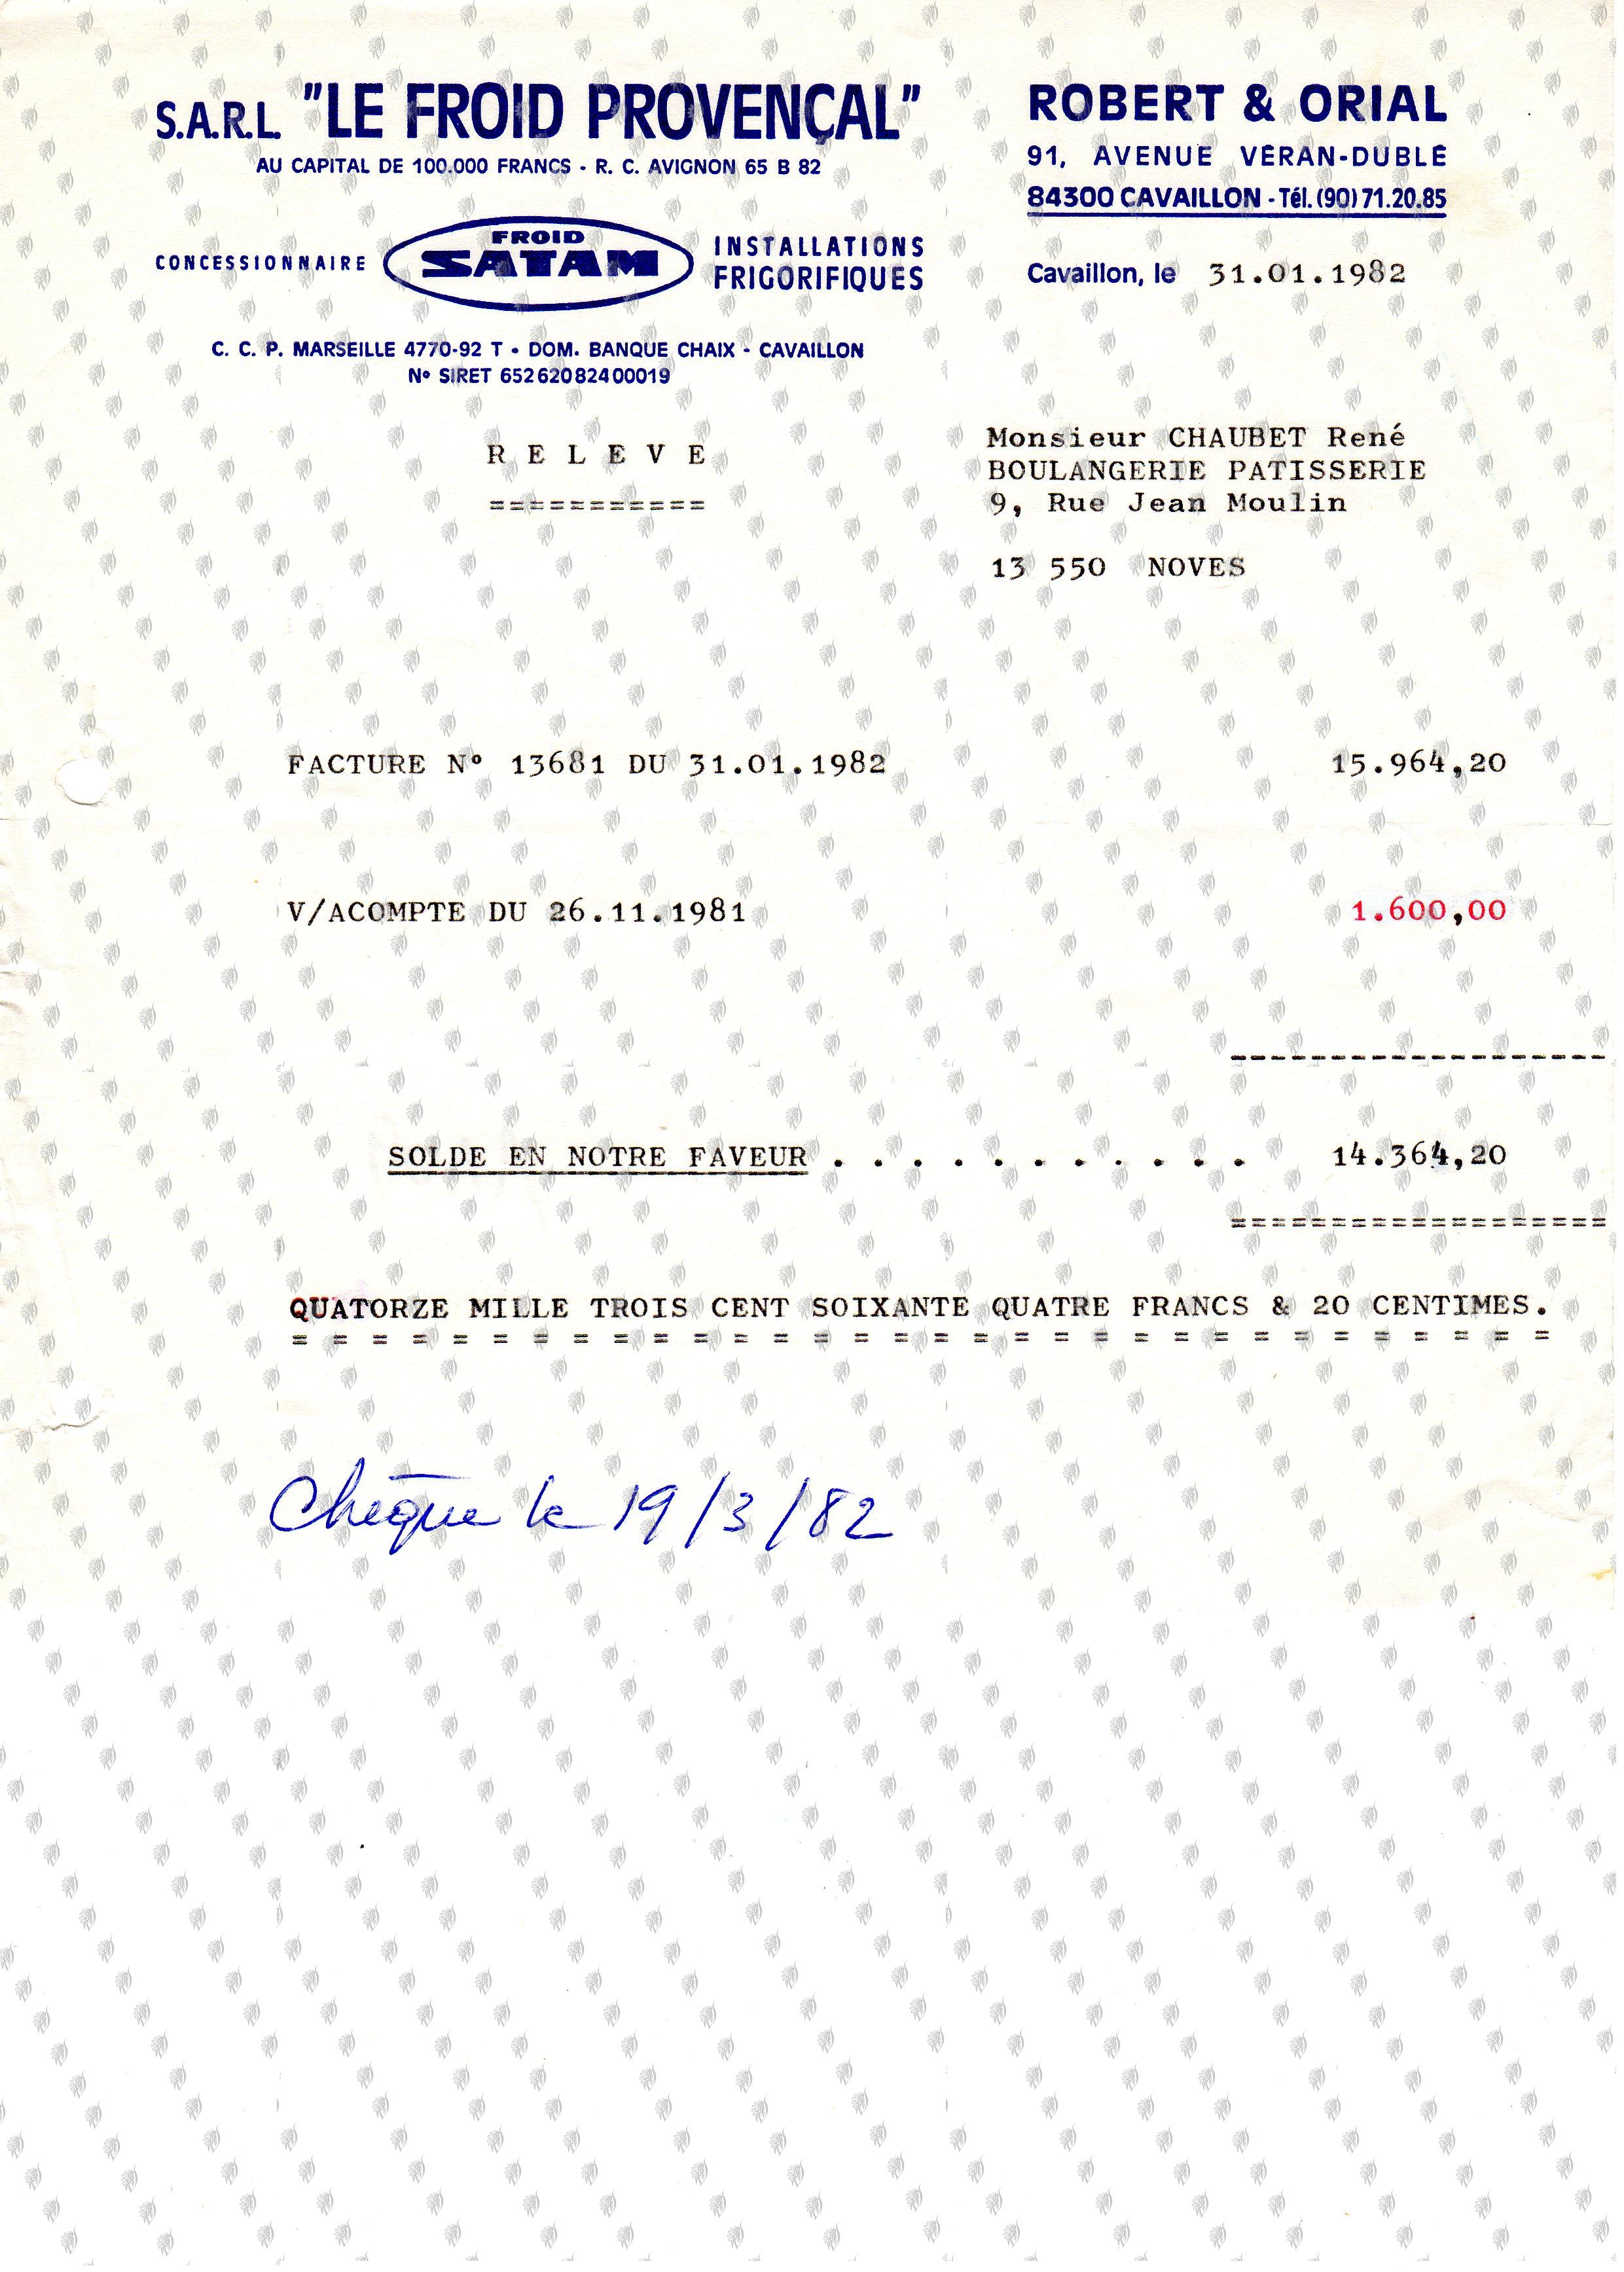 S.A.R.L. "LE FROID PROVENÇAL"
AU CAPITAL DE 100.000 FRANCS - R. C. AVIGNON 65 B 82
CONCESSIONNAIRE
FROID
SATAM
INSTALLATIONS
FRIGORIFIQUES
C. C. P. MARSEILLE 4770-92 T • DOM. BANQUE CHAIX - CAVAILLON
Nº SIRET 65262082400019
ROBERT & ORIAL
91, AVENUE VÉRAN-DUBLÉ
84300 CAVAILLON - Tél. (90) 71.20.85
Cavaillon, le 31.01.1982
R E L E V E
===========
Monsieur CHAUBET René
BOULANGERIE PATISSERIE
9, Rue Jean Moulin
13 550 NOVES
FACTURE N° 13681 DU 31.01.1982 15.964,20
V/ACOMPTE DU 26.11.1981 1.600,00
-------------------
SOLDE EN NOTRE FAVEUR . . . . . . . . . . . 14.364,20
===================
QUATORZE MILLE TROIS CENT SOIXANTE QUATRE FRANCS & 20 CENTIMES.
= = = = = = = = = = = = = = = = = = = = = = = = = = = = = = = =
Chèque le 19/3/82